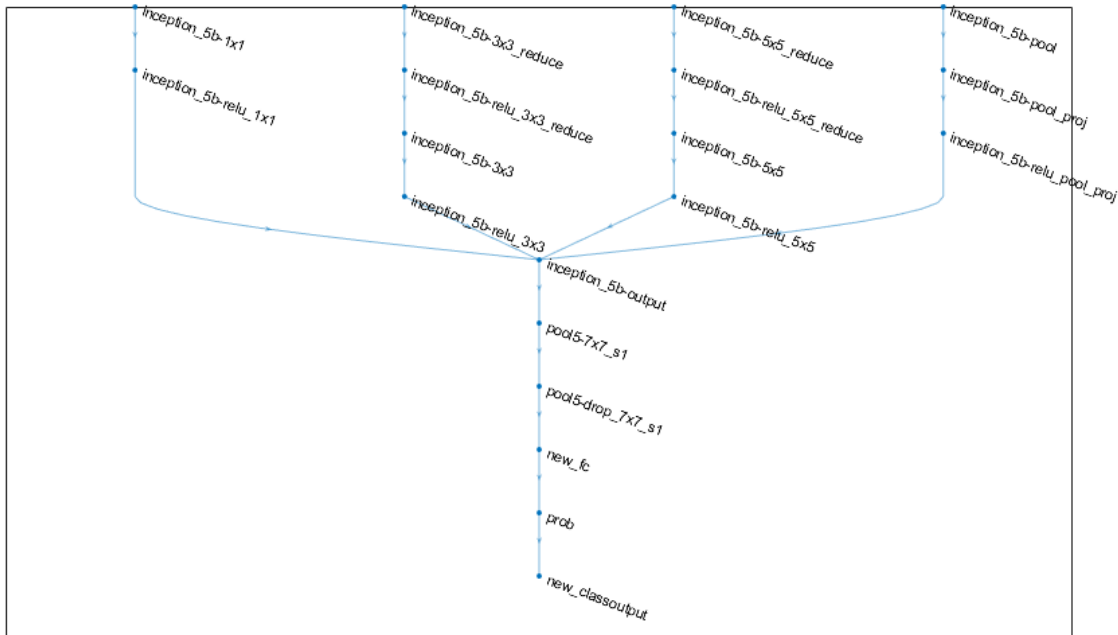 inception_5b-1x1
inception_5b-3x3_reduce
inception_5b-5x5_reduce
inception_5b-pool
inception_5b-relu_1x1
inception_5b-relu_3x3_reduce
inception_5b-relu_5x5_reduce
inception_5b-pool_proj
inception_5b-3x3
inception_5b-5x5
inception_5b-relu_pool_proj
inception_5b-relu_3x3
inception_5b-relu_5x5
inception_5b-output
pool5-7x7_s1
pool5-drop_7x7_s1
new_fc
prob
new_classoutput